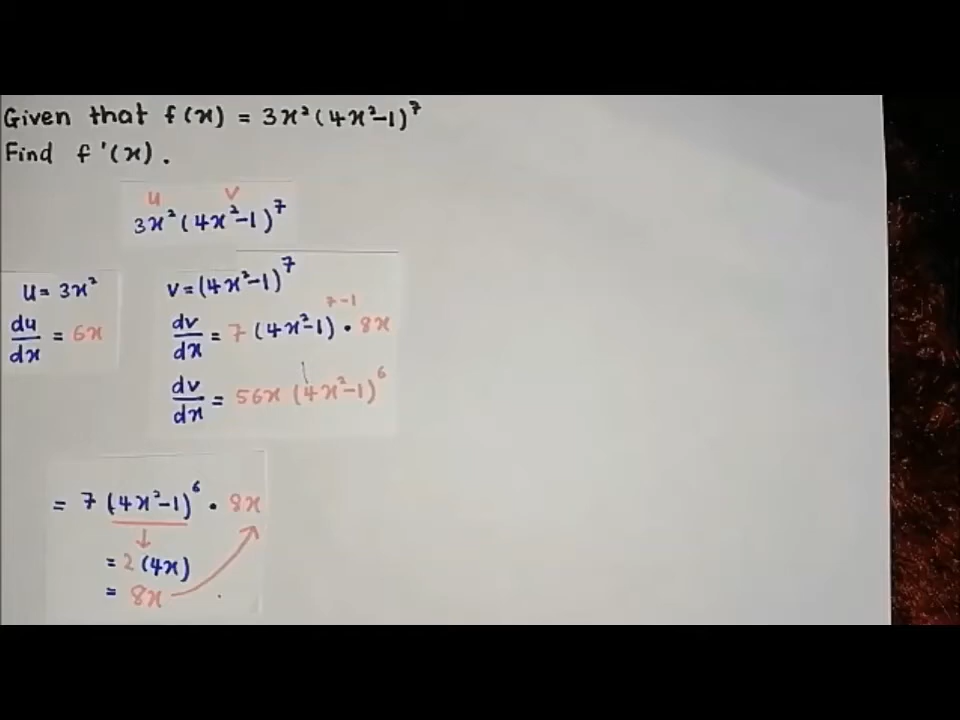 Given that f(x) = 3x²(4x²-1)⁷
Find f'(x).
u v
3x²(4x²-1)⁷
u = 3x²
du/dx = 6x
v = (4x²-1)⁷
dv/dx = 7(4x²-1)⁷⁻¹ • 8x
dv/dx = 56x(4x²-1)⁶
= 7(4x²-1)⁶ • 8x
↓
= 2(4x)
= 8x